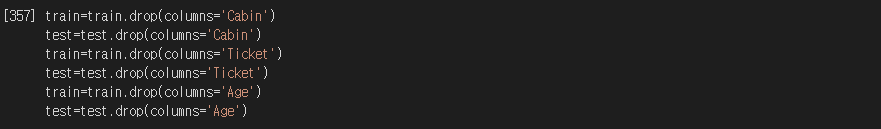 [357] train=train.drop(columns='Cabin')
test=test.drop(columns='Cabin')
train=train.drop(columns='Ticket')
test=test.drop(columns='Ticket')
train=train.drop(columns='Age')
test=test.drop(columns='Age')